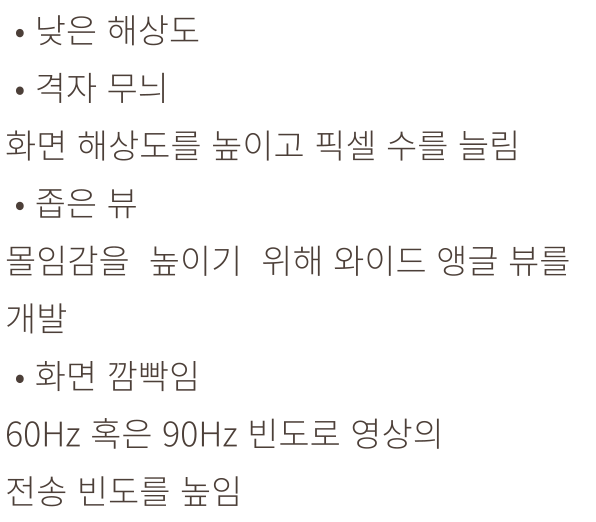 • 낮은 해상도
• 격자 무늬
화면 해상도를 높이고 픽셀 수를 늘림
• 좁은 뷰
몰임감을 높이기 위해 와이드 앵글 뷰를
개발
• 화면 깜빡임
60Hz 혹은 90Hz 빈도로 영상의
전송 빈도를 높임